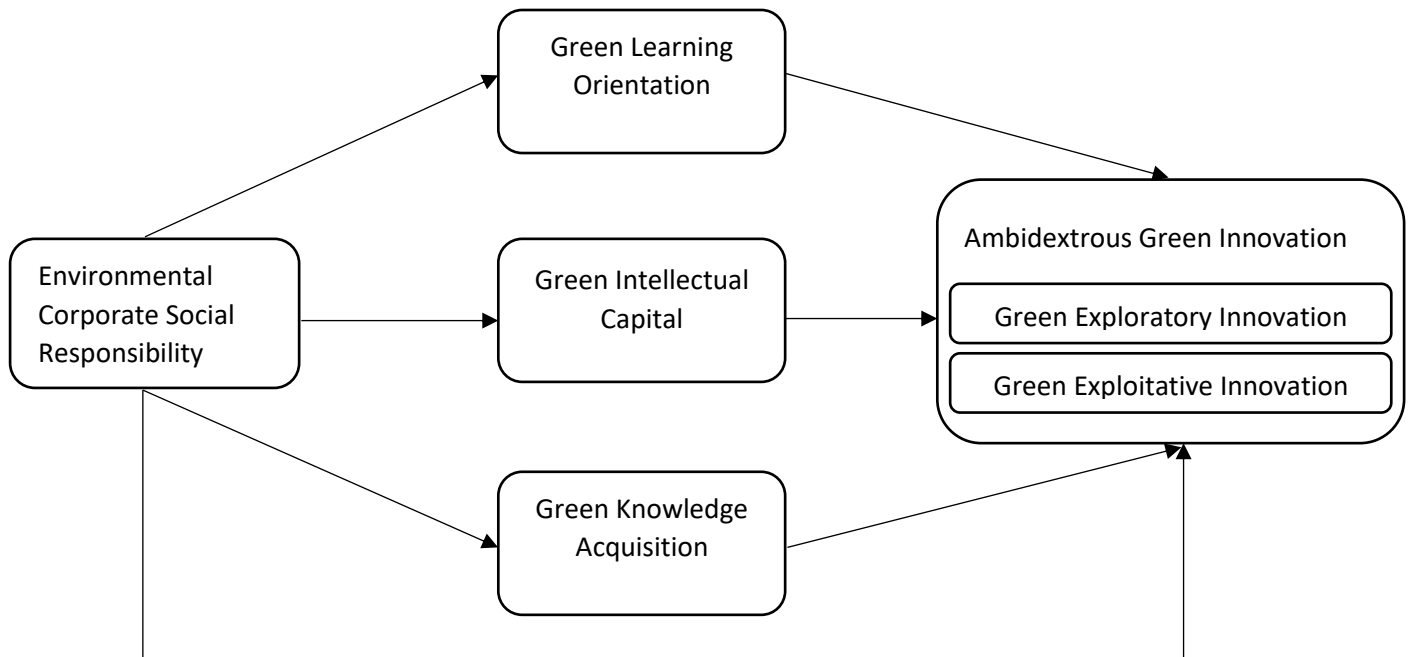 Green Learning
Orientation
Environmental
Corporate Social
Responsibility
Green Intellectual
Capital
Ambidextrous Green Innovation
Green Exploratory Innovation
Green Exploitative Innovation
Green Knowledge
Acquisition